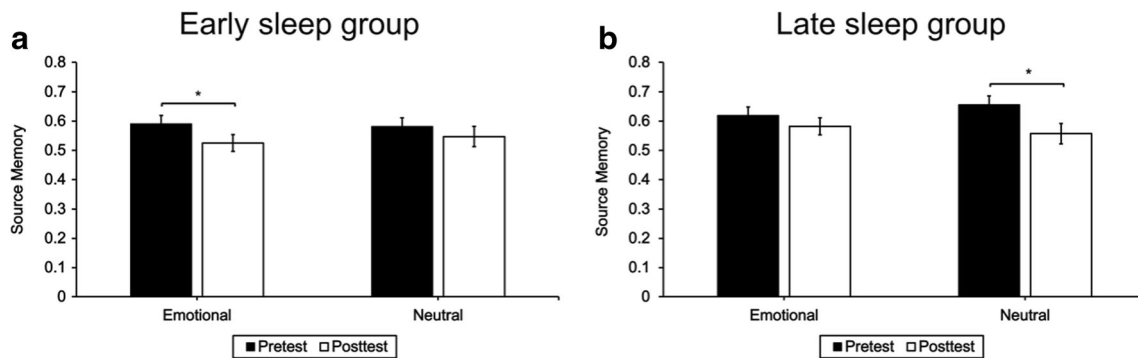 a
Early sleep group
Source Memory
0.8
0.7
0.6
0.5
0.4
0.3
0.2
0.1
0
*
Emotional
Neutral
Pretest
Posttest
b
Late sleep group
Source Memory
0.8
0.7
0.6
0.5
0.4
0.3
0.2
0.1
0
*
Emotional
Neutral
Pretest
Posttest